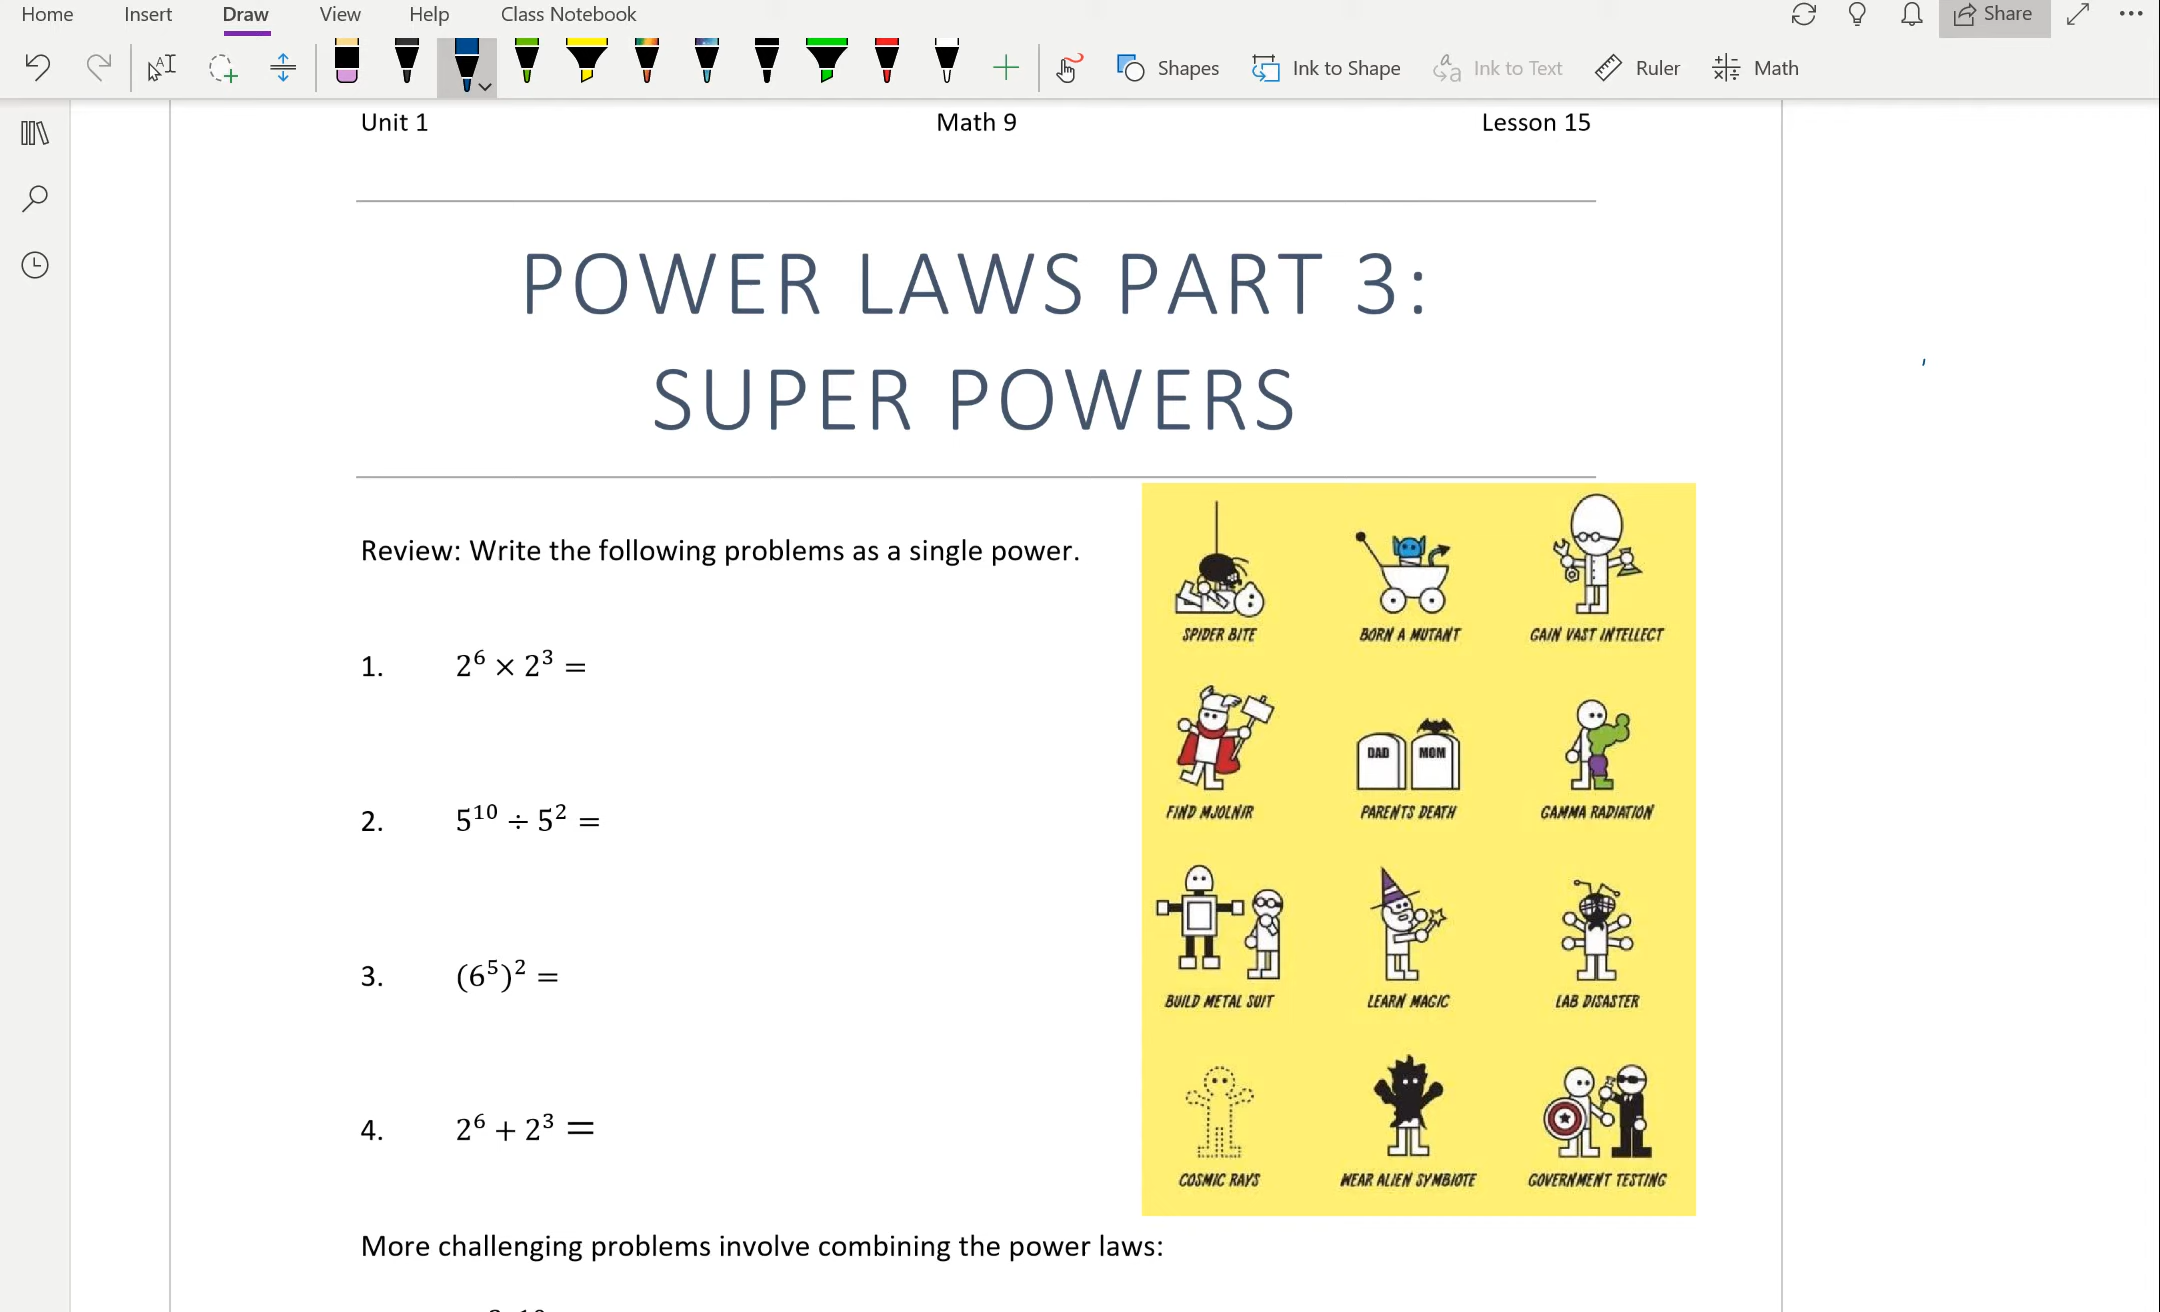 Home Insert Draw View Help Class Notebook Share
Shapes Ink to Shape Ink to Text Ruler Math
Unit 1 Math 9 Lesson 15
POWER LAWS PART 3:
SUPER POWERS
Review: Write the following problems as a single power.
1. 2⁶ × 2³ =
2. 5¹⁰ ÷ 5² =
3. (6⁵)² =
4. 2⁶ + 2³ =
SPIDER BITE BORN A MUTANT GAIN VAST INTELLECT
DAD MOM
FIND MJOLNIR PARENTS DEATH GAMMA RADIATION
BUILD METAL SUIT LEARN MAGIC LAB DISASTER
COSMIC RAYS WEAR ALIEN SYMBIOTE GOVERNMENT TESTING
More challenging problems involve combining the power laws: